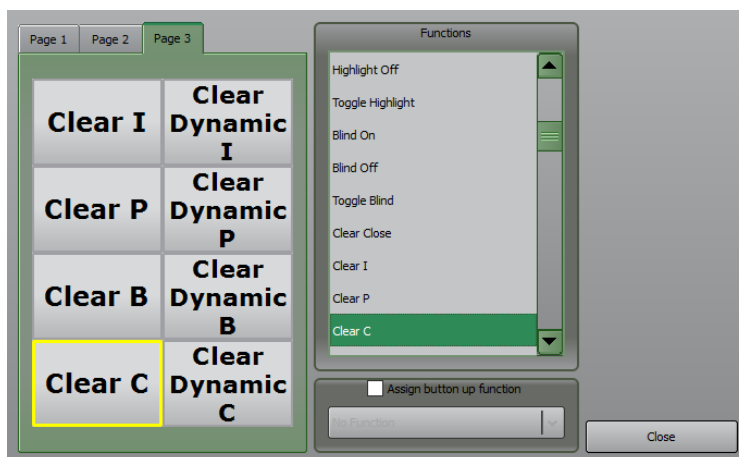 Page 1
Page 2
Page 3
Clear I
Clear
Dynamic
I
Clear P
Clear
Dynamic
P
Clear B
Clear
Dynamic
B
Clear C
Clear
Dynamic
C
Functions
Highlight Off
Toggle Highlight
Blind On
Blind Off
Toggle Blind
Clear Close
Clear I
Clear P
Clear C
Assign button up function
No Function
Close